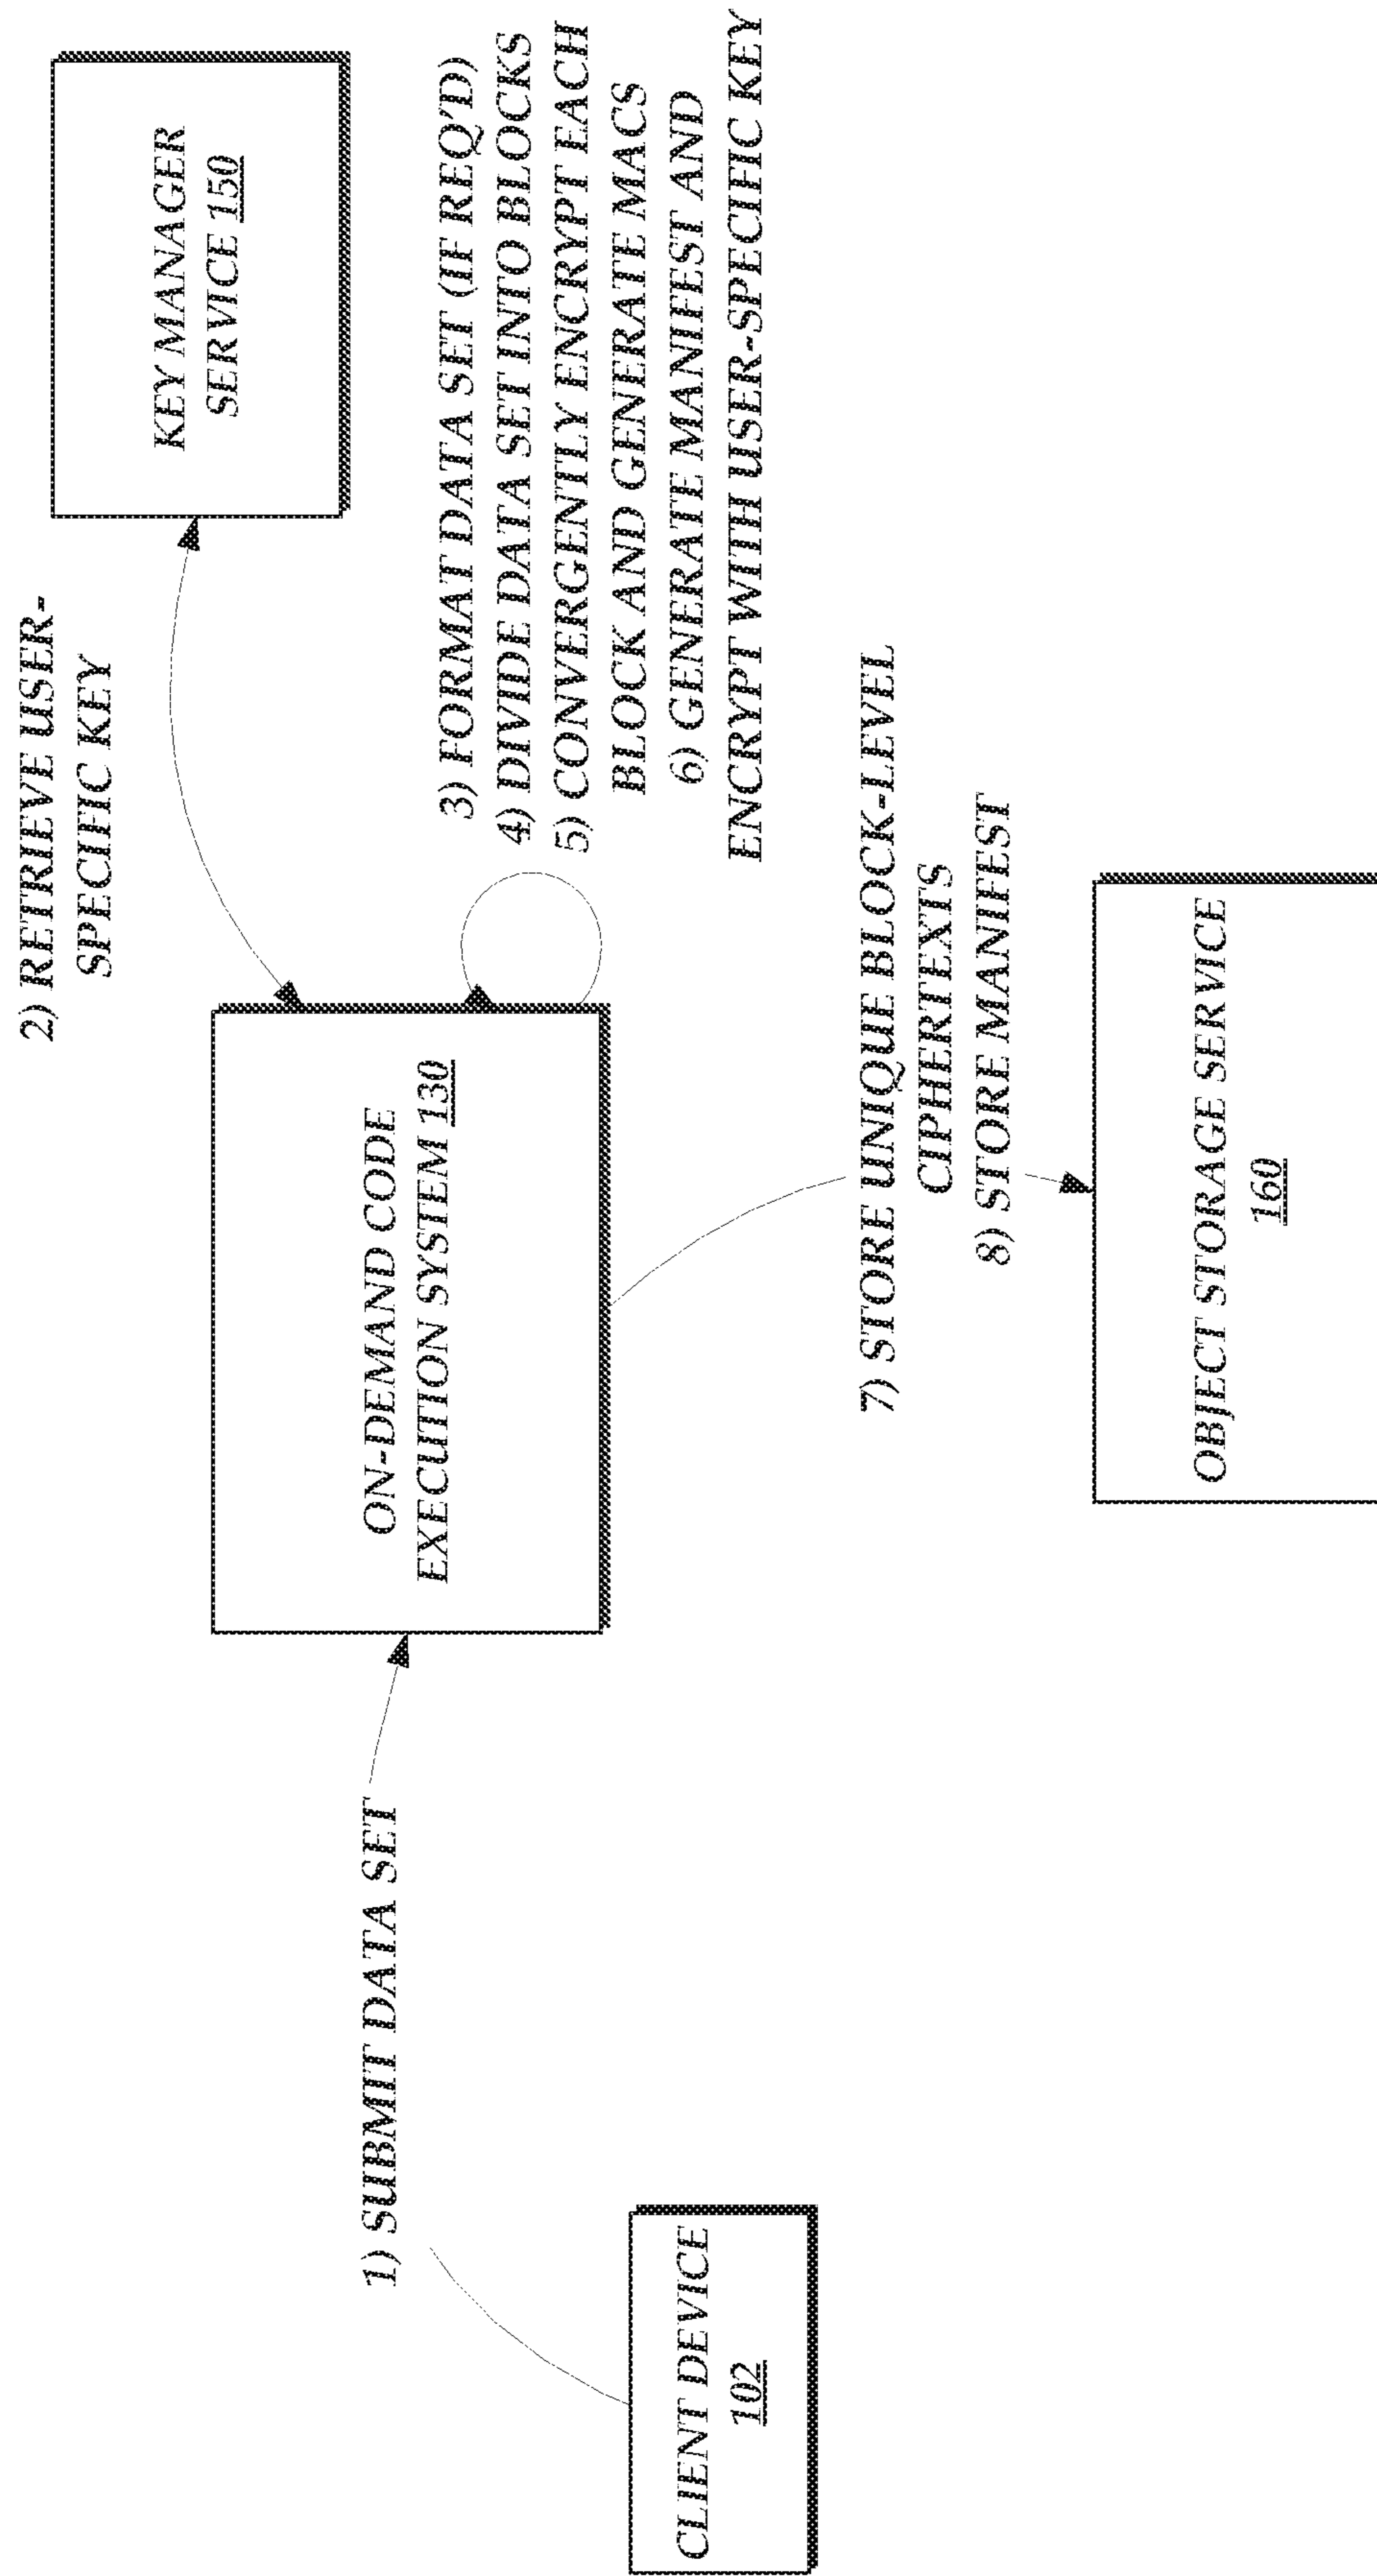 2) RETRIEVE USER-
SPECIFIC KEY
KEY MANAGER
SERVICE 150
1) SUBMIT DATA SET
ON-DEMAND CODE
EXECUTION SYSTEM 130
3) FORMAT DATA SET (IF REQ'D)
4) DIVIDE DATA SET INTO BLOCKS
5) CONVERGENTLY ENCRYPT EACH
BLOCK AND GENERATE MACS
6) GENERATE MANIFEST AND
ENCRYPT WITH USER-SPECIFIC KEY
CLIENT DEVICE
102
7) STORE UNIQUE BLOCK-LEVEL
CIPHERTEXTS
8) STORE MANIFEST
OBJECT STORAGE SERVICE
160